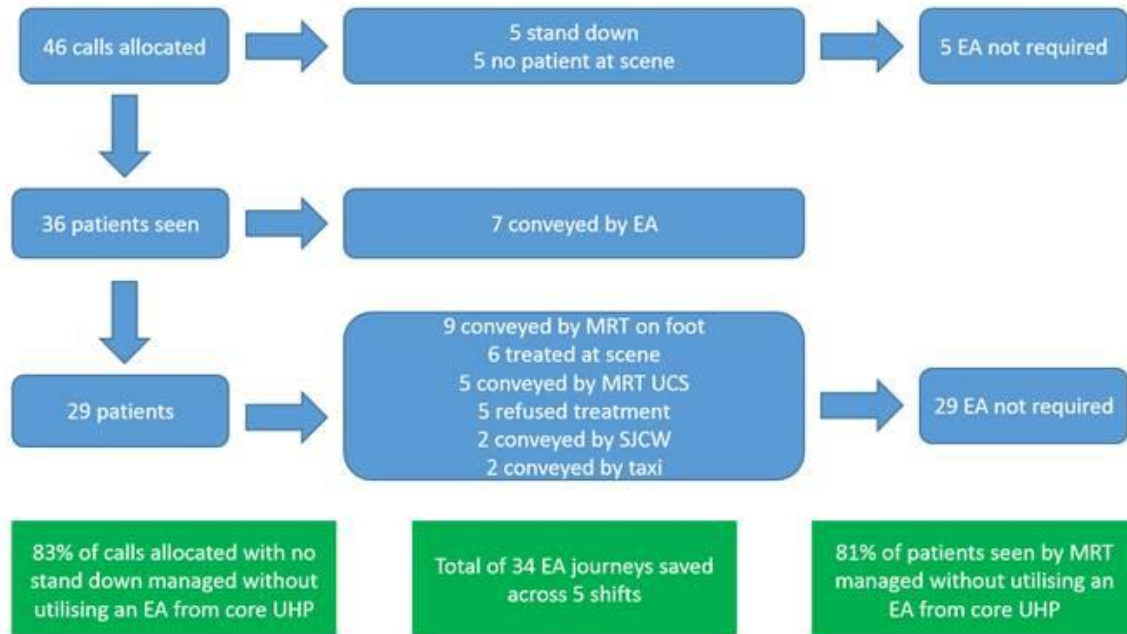 46 calls allocated
5 stand down
5 no patient at scene
5 EA not required
36 patients seen
7 conveyed by EA
29 patients
9 conveyed by MRT on foot
6 treated at scene
5 conveyed by MRT UCS
5 refused treatment
2 conveyed by SJCW
2 conveyed by taxi
29 EA not required
83% of calls allocated with no
stand down managed without
utilising an EA from core UHP
Total of 34 EA journeys saved
across 5 shifts
81% of patients seen by MRT
managed without utilising an
EA from core UHP